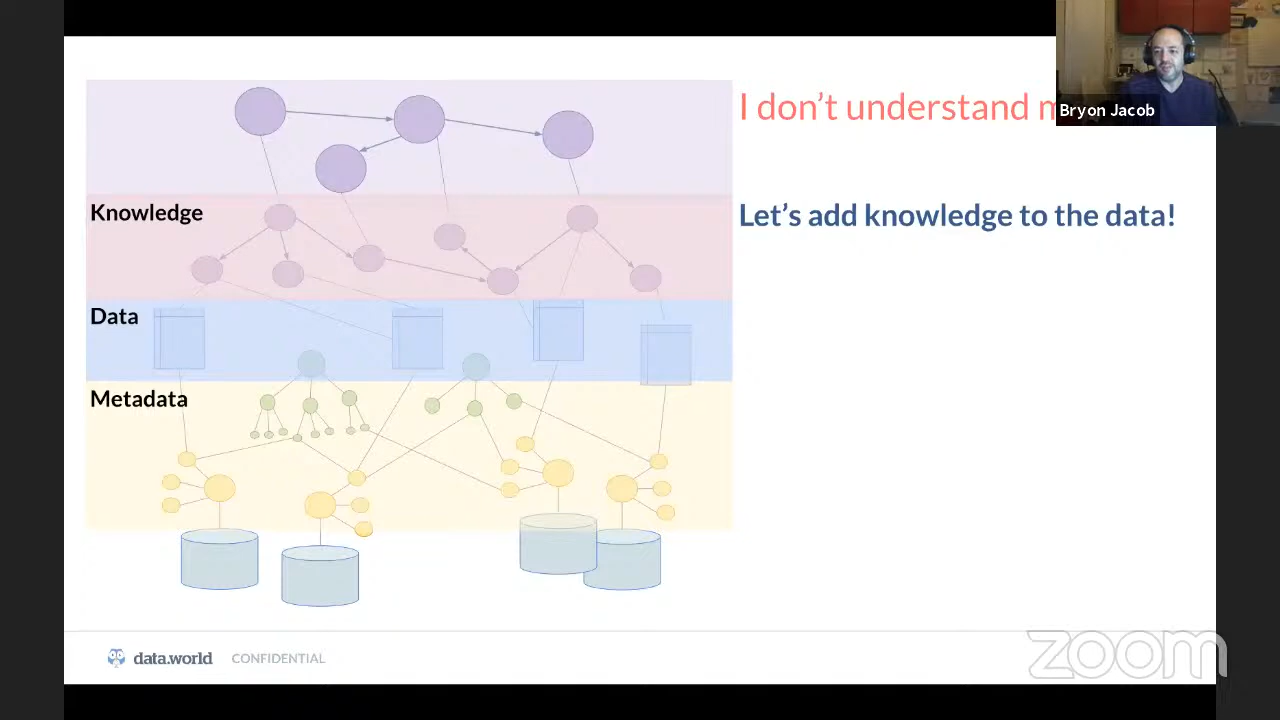 I don’t understand
Bryon Jacob
Knowledge
Let’s add knowledge to the data!
Data
Metadata
data.world CONFIDENTIAL
zoom